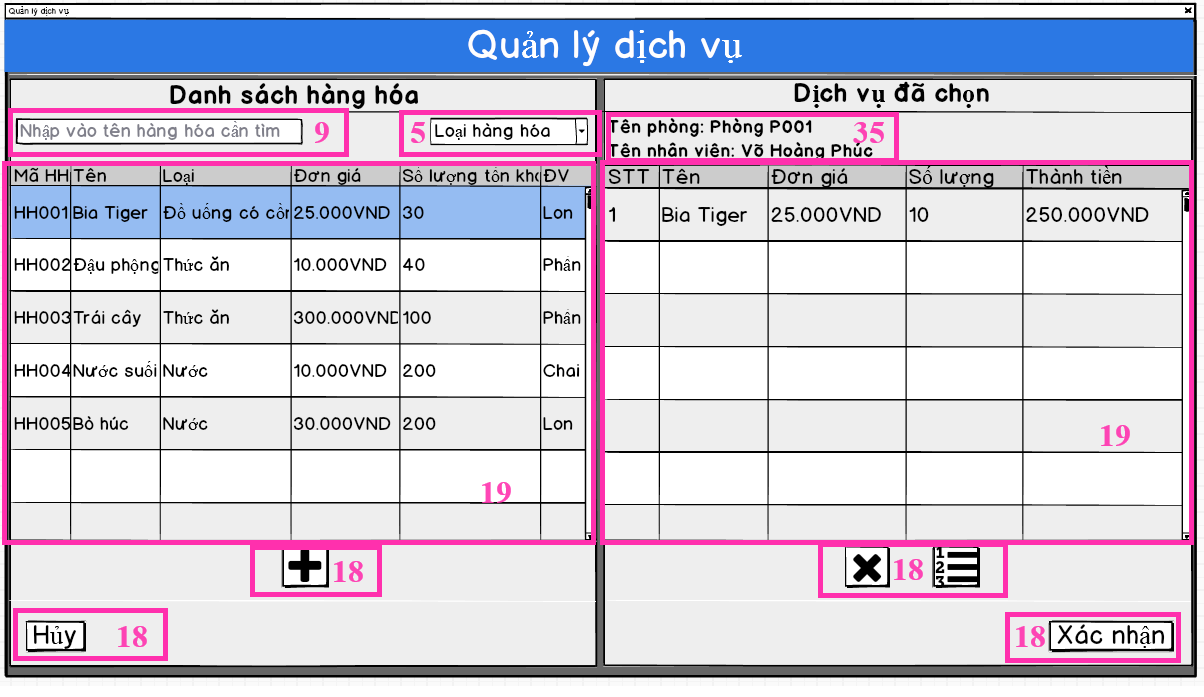 Quản lý dịch vụ
Quản lý dịch vụ
Danh sách hàng hóa
Nhập vào tên hàng hóa cần tìm 9
5 Loại hàng hóa
Mã HH Tên Loại Đơn giá Số lượng tồn kho ĐV
HH001 Bia Tiger Đồ uống có cồn 25.000VND 30 Lon
HH002 Đậu phộng Thức ăn 10.000VND 40 Phần
HH003 Trái cây Thức ăn 300.000VND 100 Phần
HH004 Nước suối Nước 10.000VND 200 Chai
HH005 Bò húc Nước 30.000VND 200 Lon
19
18
Hủy 18
Dịch vụ đã chọn
Tên phòng: Phòng P001 35
Tên nhân viên: Võ Hoàng Phúc
STT Tên Đơn giá Số lượng Thành tiền
1 Bia Tiger 25.000VND 10 250.000VND
19
18 1
2
3
18 Xác nhận